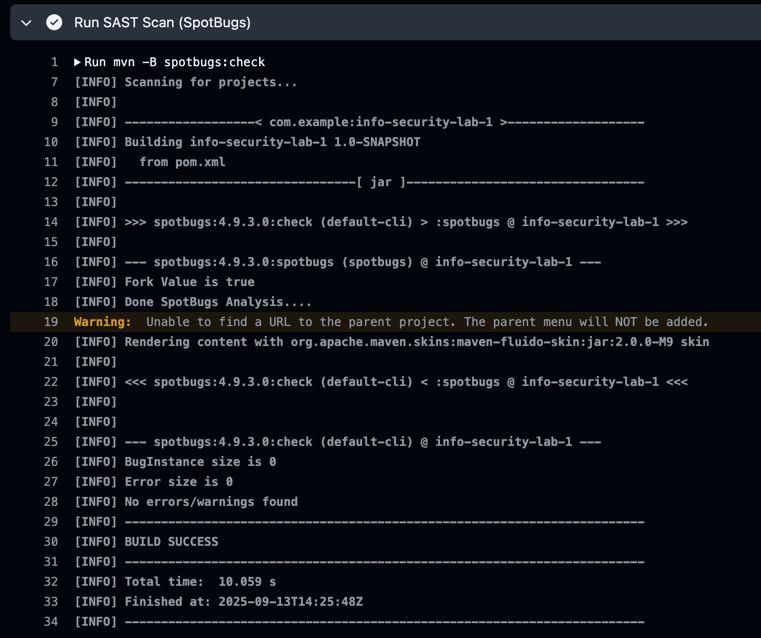 Run SAST Scan (SpotBugs)
1 Run mvn -B spotbugs:check
7 [INFO] Scanning for projects...
8 [INFO]
9 [INFO] ------------------< com.example:info-security-lab-1 >-------------------
10 [INFO] Building info-security-lab-1 1.0-SNAPSHOT
11 [INFO]   from pom.xml
12 [INFO] --------------------------------[ jar ]---------------------------------
13 [INFO]
14 [INFO] >>> spotbugs:4.9.3.0:check (default-cli) > :spotbugs @ info-security-lab-1 >>>
15 [INFO]
16 [INFO] --- spotbugs:4.9.3.0:spotbugs (spotbugs) @ info-security-lab-1 ---
17 [INFO] Fork Value is true
18 [INFO] Done SpotBugs Analysis....
19 Warning:  Unable to find a URL to the parent project. The parent menu will NOT be added.
20 [INFO] Rendering content with org.apache.maven.skins:maven-fluido-skin:jar:2.0.0-M9 skin
21 [INFO]
22 [INFO] <<< spotbugs:4.9.3.0:check (default-cli) < :spotbugs @ info-security-lab-1 <<<
23 [INFO]
24 [INFO]
25 [INFO] --- spotbugs:4.9.3.0:check (default-cli) @ info-security-lab-1 ---
26 [INFO] BugInstance size is 0
27 [INFO] Error size is 0
28 [INFO] No errors/warnings found
29 [INFO] ------------------------------------------------------------------------
30 [INFO] BUILD SUCCESS
31 [INFO] ------------------------------------------------------------------------
32 [INFO] Total time:  10.059 s
33 [INFO] Finished at: 2025-09-13T14:25:48Z
34 [INFO] ------------------------------------------------------------------------